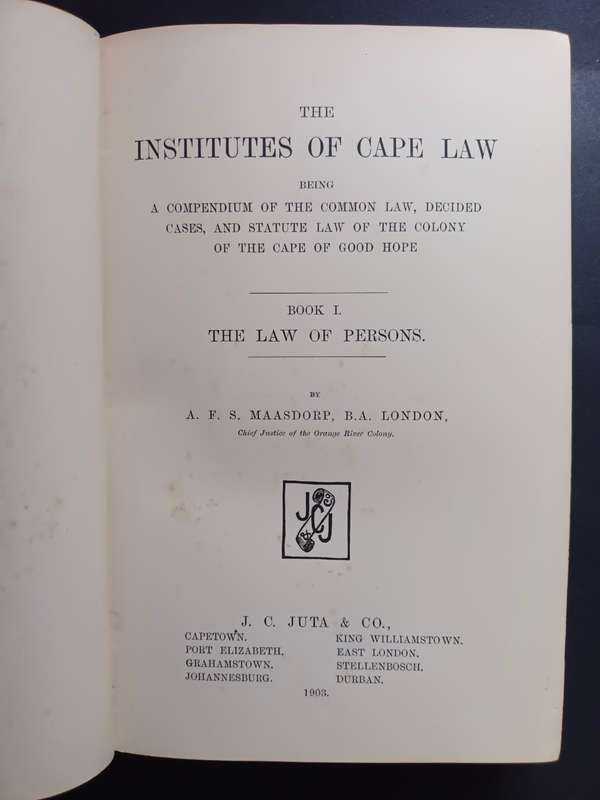 THE
INSTITUTES OF CAPE LAW
BEING
A COMPENDIUM OF THE COMMON LAW, DECIDED
CASES, AND STATUTE LAW OF THE COLONY
OF THE CAPE OF GOOD HOPE
BOOK I.
THE LAW OF PERSONS.
BY
A. F. S. MAASDORP, B.A. LONDON,
Chief Justice of the Orange River Colony.
JCJ
J. C. JUTA & CO.,
CAPETOWN. KING WILLIAMSTOWN.
PORT ELIZABETH. EAST LONDON.
GRAHAMSTOWN. STELLENBOSCH.
JOHANNESBURG. DURBAN.
1903.